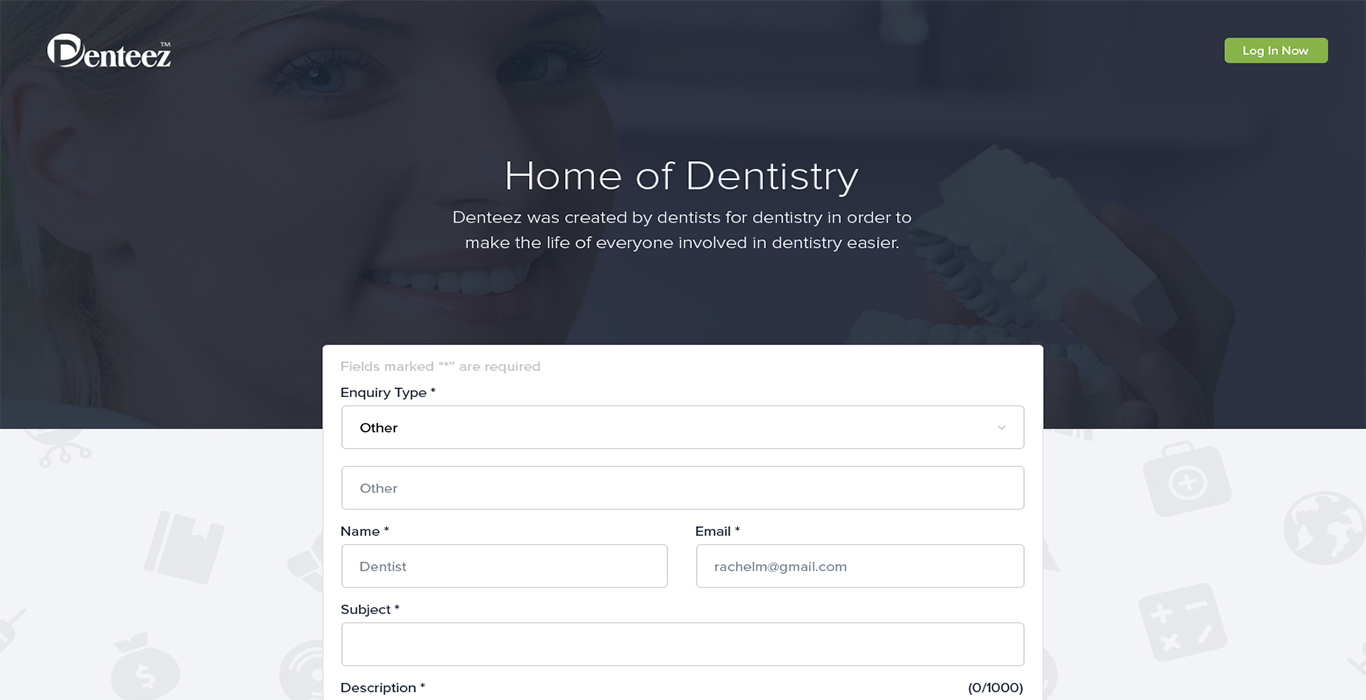 Denteez™
Log In Now
Home of Dentistry
Denteez was created by dentists for dentistry in order to
make the life of everyone involved in dentistry easier.
Fields marked “*” are required
Enquiry Type *
Other
Other
Name *
Email *
Dentist
rachelm@gmail.com
Subject *
Description *
(0/1000)